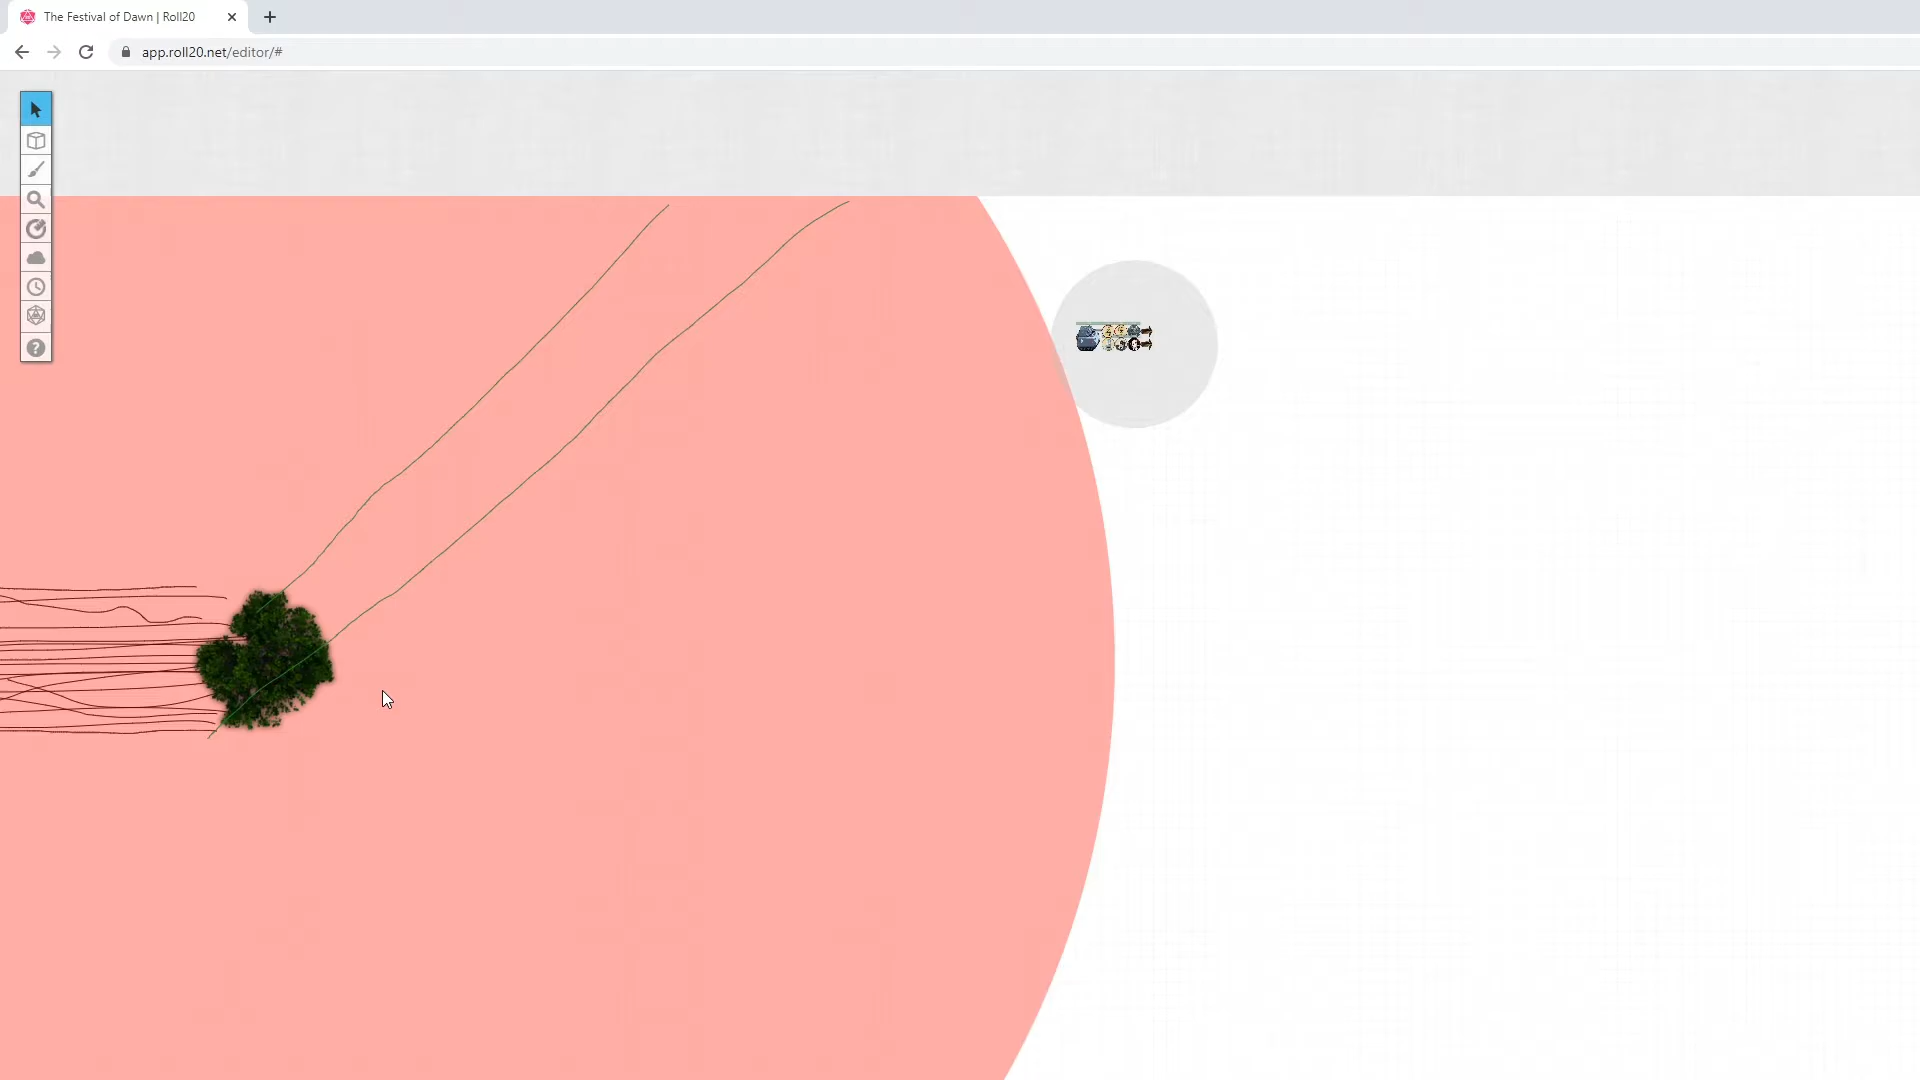 The Festival of Dawn | Roll20
app.roll20.net/editor/#
?